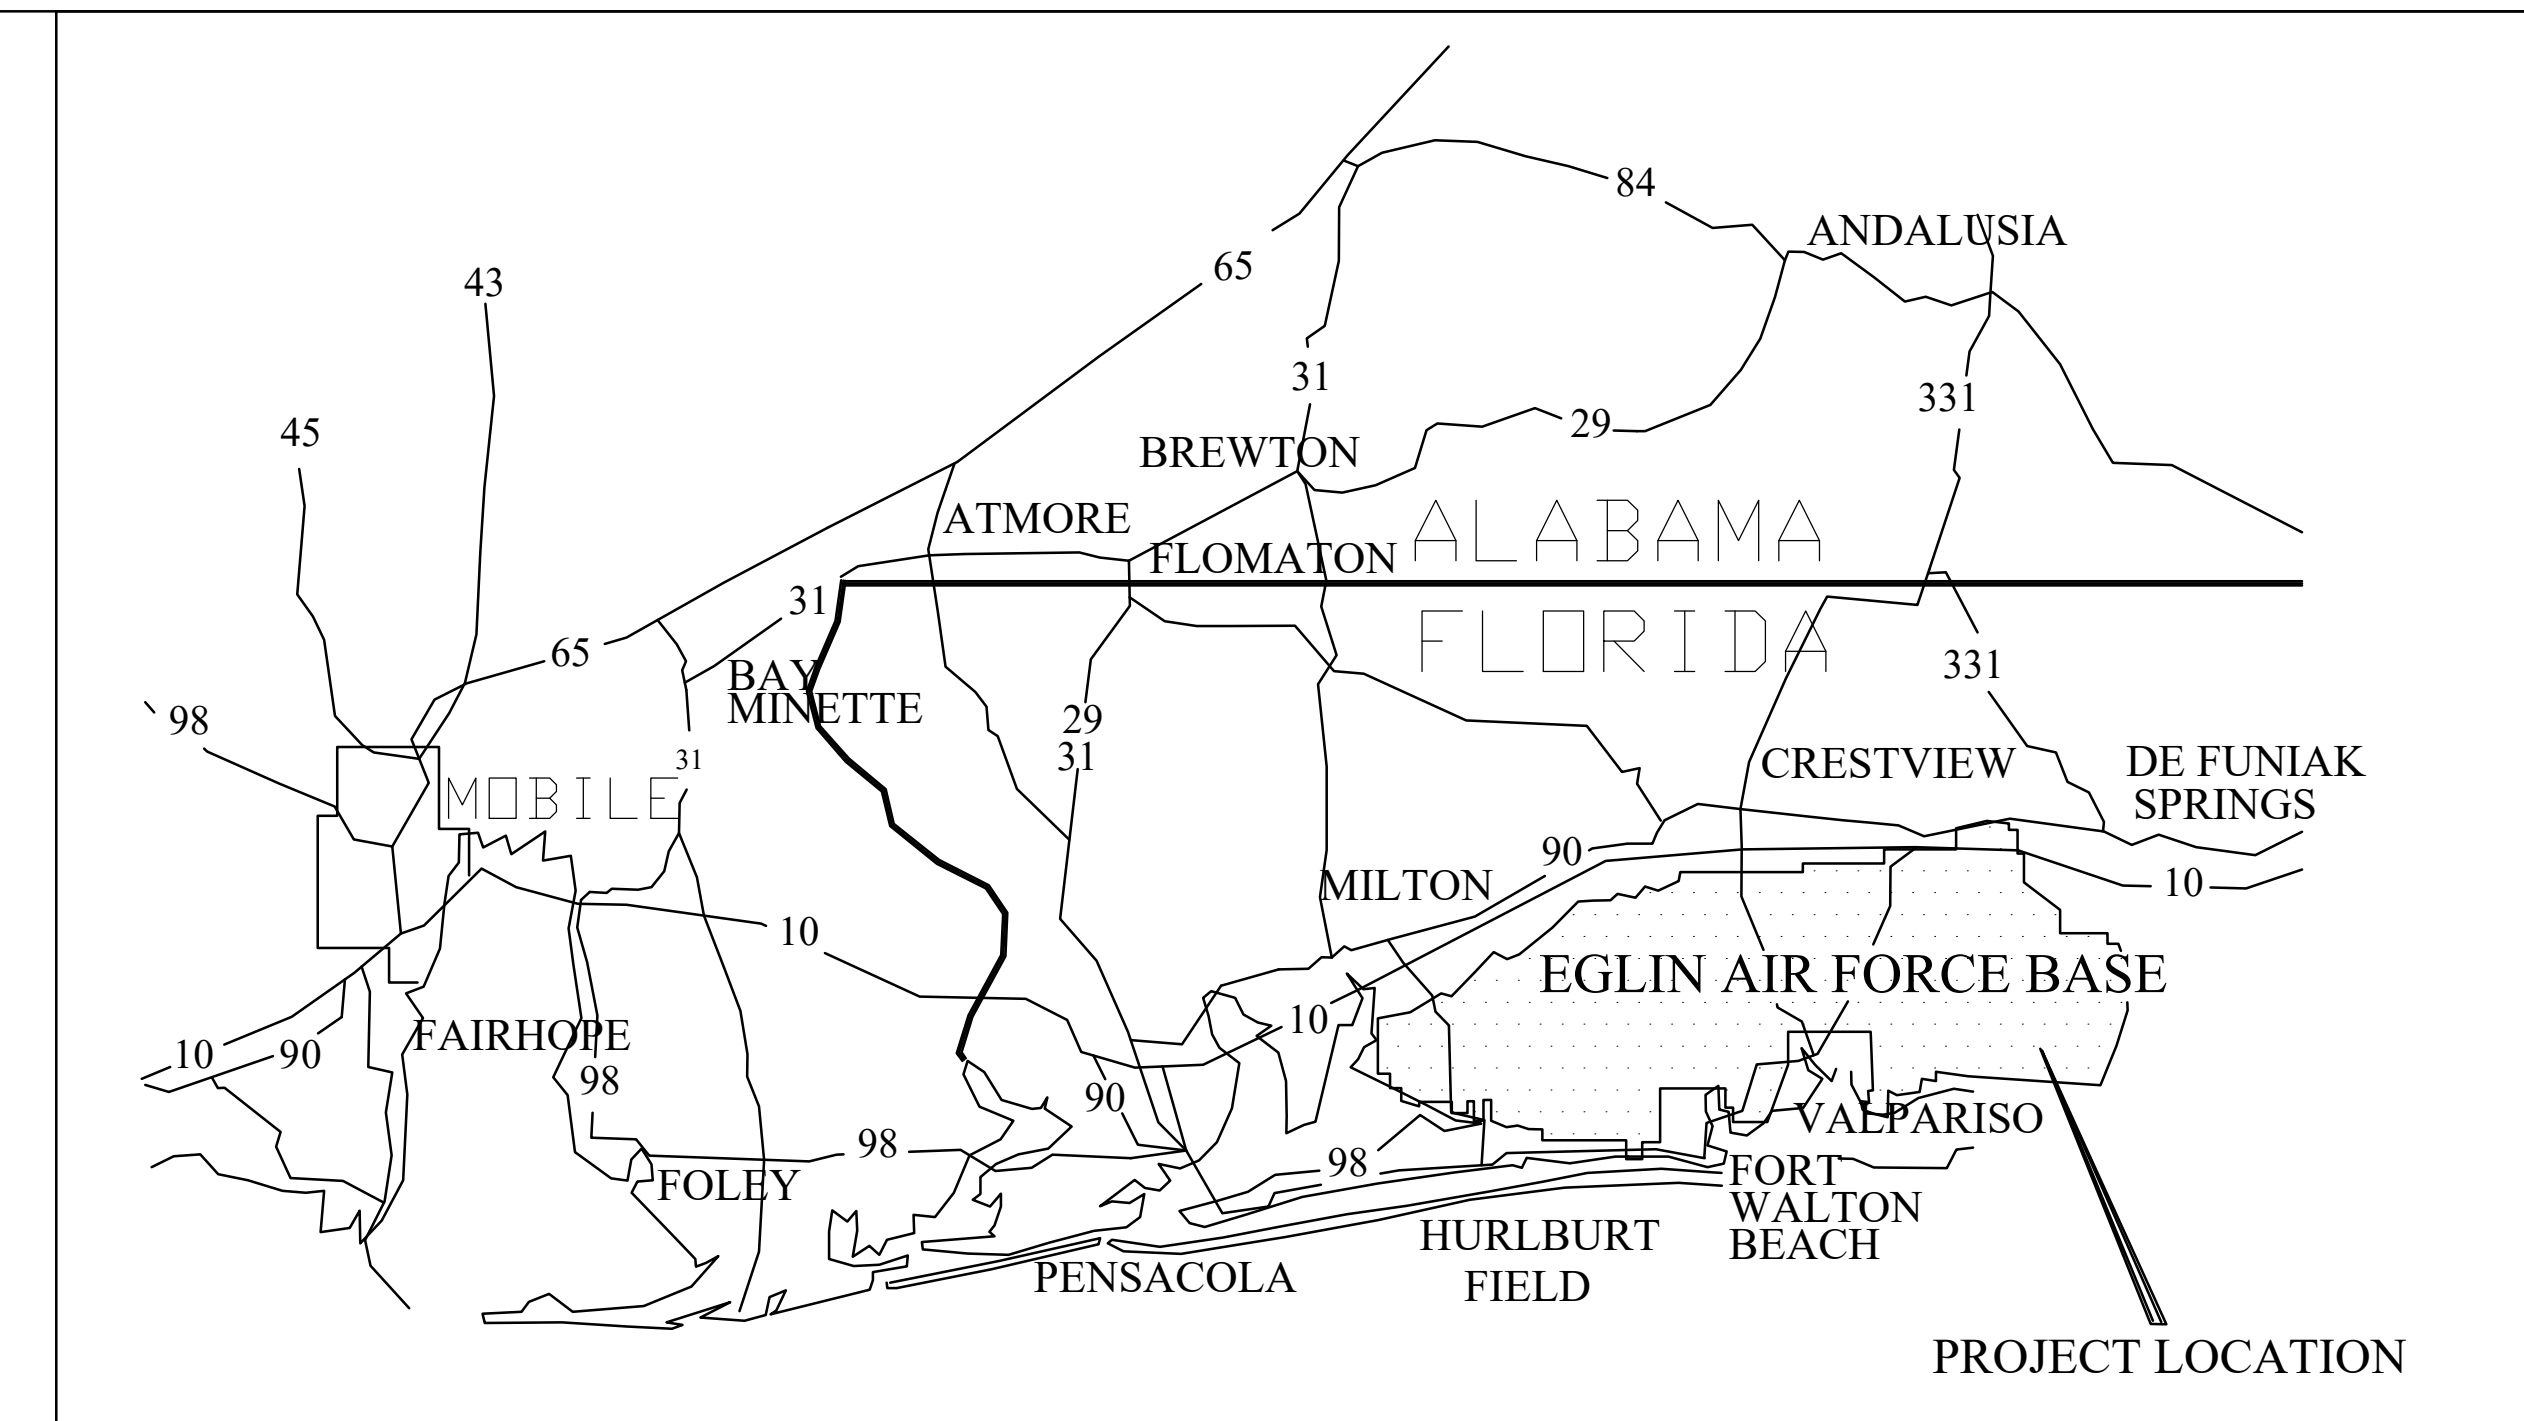 84
ANDALUSIA
65
43
31
331
29
45
BREWTON
ATMORE
ALABAMA
FLOMATON
31
FLORIDA
65
331
BAY
MINETTE
98
29
31
31
CRESTVIEW
DE FUNIAK
SPRINGS
MOBILE
90
MILTON
10
10
EGLIN AIR FORCE BASE
10
FAIRHOPE
10
90
98
90
VALPARISO
98
98
FORT
WALTON
BEACH
FOLEY
HURLBURT
FIELD
PENSACOLA
PROJECT LOCATION